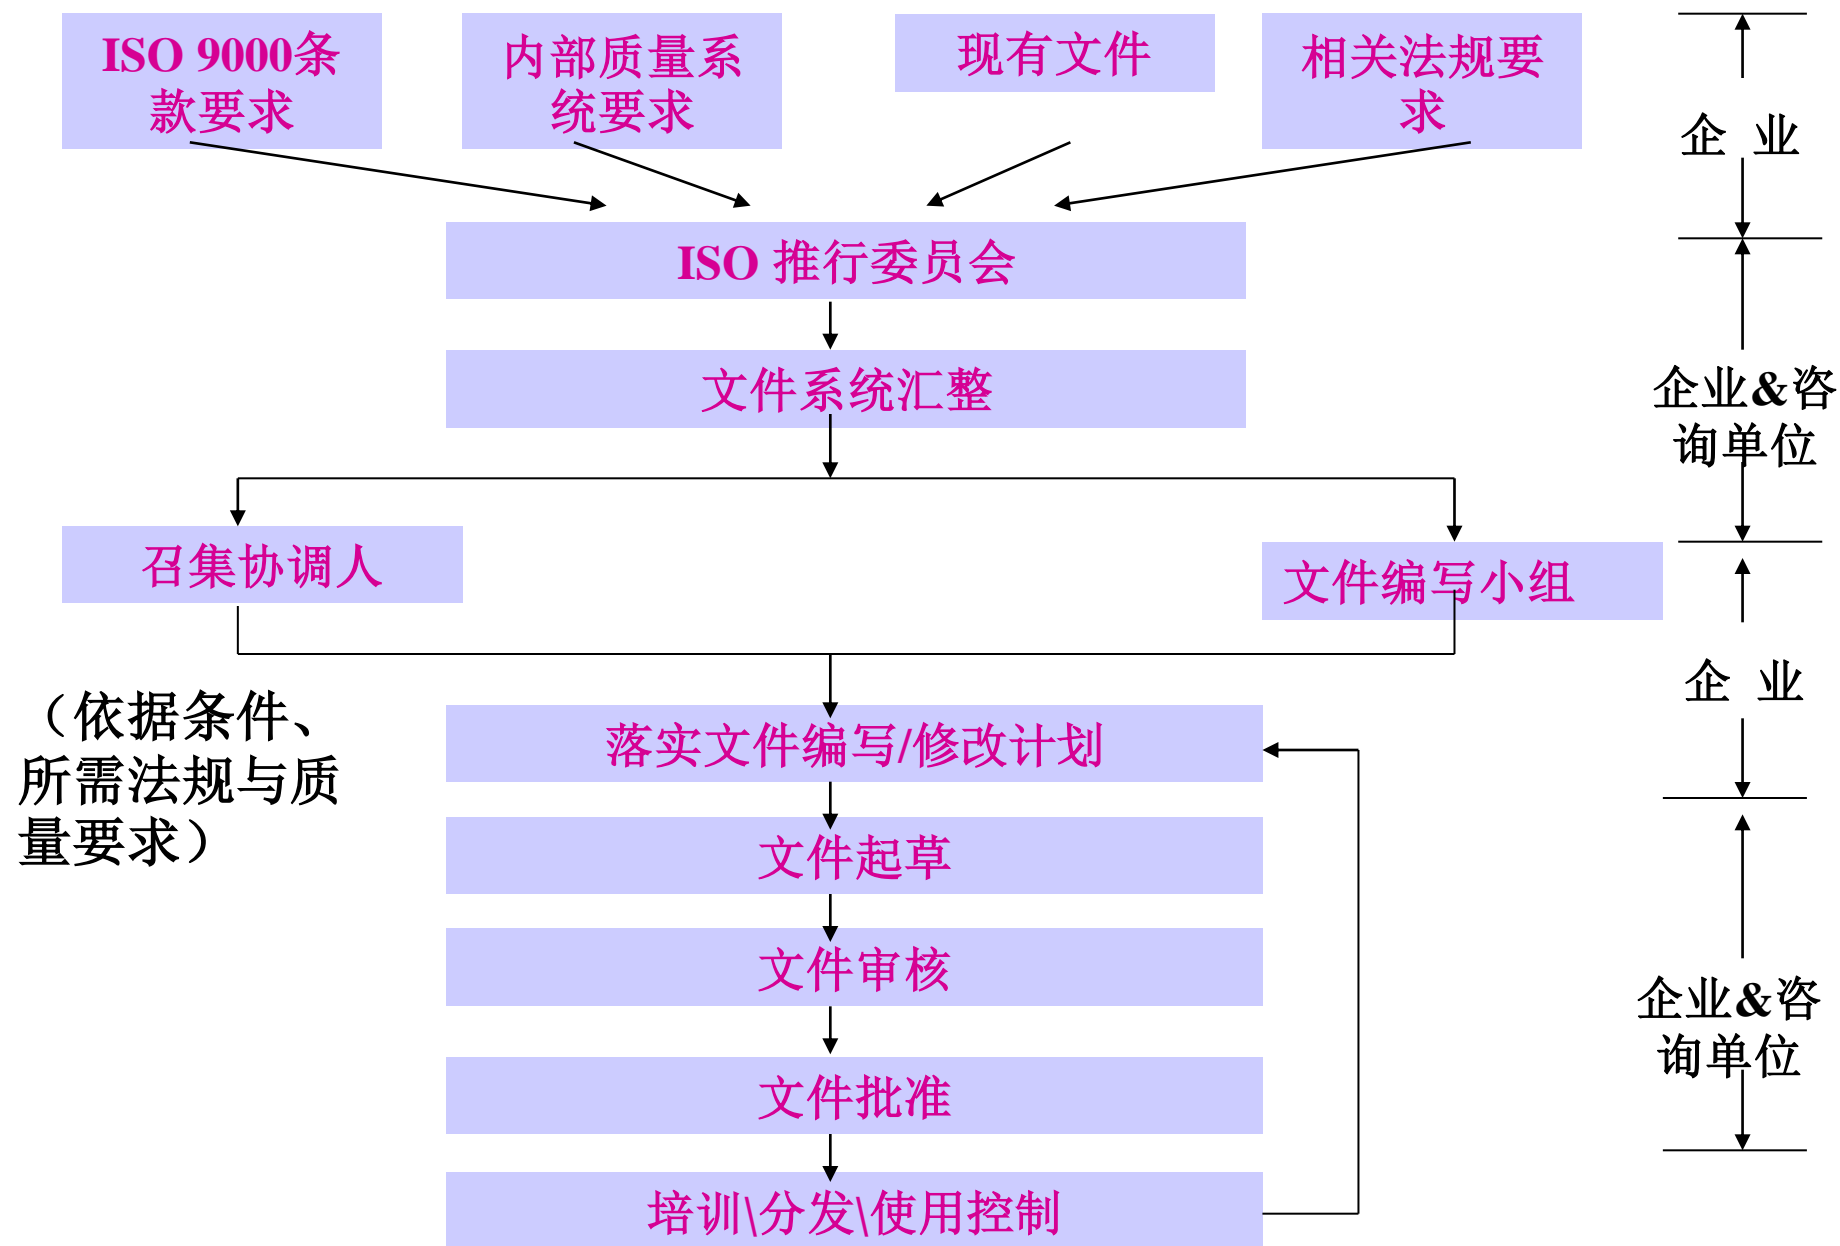 ISO 9000条
款要求
内部质量系
统要求
现有文件
相关法规要
求
企 业
ISO 推行委员会
文件系统汇整
企业&咨
询单位
召集协调人
文件编写小组
企 业
（依据条件、
所需法规与质
量要求）
落实文件编写/修改计划
文件起草
文件审核
企业&咨
询单位
文件批准
培训\分发\使用控制